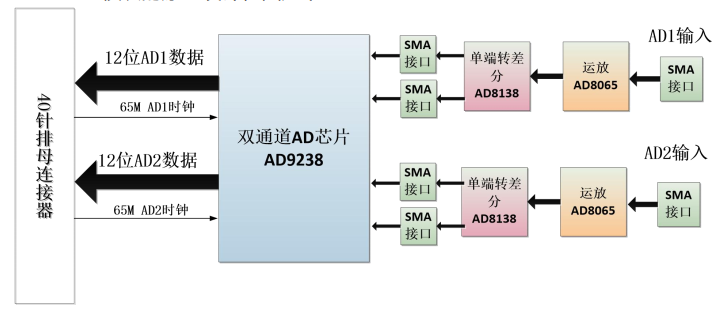 AD1输入
12位AD1数据
SMA
接口
单端转差
分
AD8138
运放
AD8065
SMA
接口
SMA
接口
65M AD1时钟
40针排母连接器
双通道AD芯片
AD9238
AD2输入
12位AD2数据
SMA
接口
单端转差
分
AD8138
运放
AD8065
SMA
接口
SMA
接口
65M AD2时钟